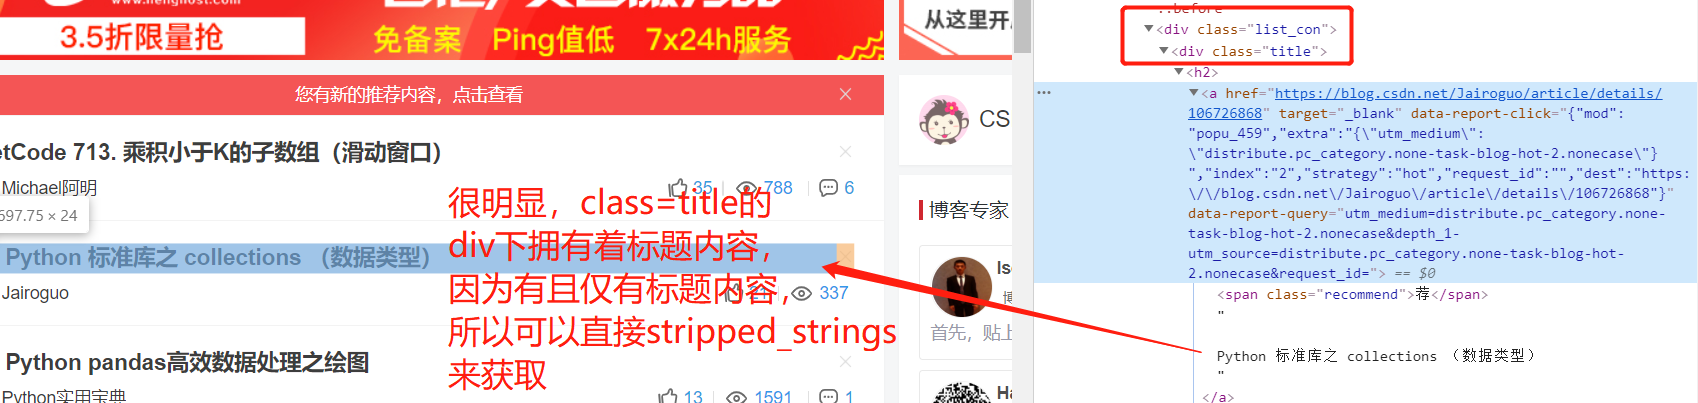 3.5折限量抢
免备案 Ping值低 7x24h服务
从这里开
您有新的推荐内容，点击查看
etCode 713. 乘积小于K的子数组（滑动窗口）
Michael阿明
35 788 6
597.75 × 24
Python 标准库之 collections （数据类型）
Jairoguo
21 337
Python pandas高效数据处理之绘图
Python实用宝典
13 1591 1
很明显，class=title的
div下拥有着标题内容，
因为有且仅有标题内容，
所以可以直接stripped_strings
来获取
CS
博客专家
Isc
博
首先，贴上
Ha
::before
<div class="list_con">
<div class="title">
<h2>
<a href="https://blog.csdn.net/Jairoguo/article/details/
106726868" target="_blank" data-report-click="{"mod":
"popu_459","extra":"{\"utm_medium\":
\"distribute.pc_category.none-task-blog-hot-2.nonecase\"}
","index":"2","strategy":"hot","request_id":"","dest":"https:
\/\/blog.csdn.net\/Jairoguo\/article\/details\/106726868"}"
data-report-query="utm_medium=distribute.pc_category.none-
task-blog-hot-2.nonecase&depth_1-
utm_source=distribute.pc_category.none-task-blog-hot-
2.nonecase&request_id="> == $0
<span class="recommend">荐</span>
"
Python 标准库之 collections （数据类型）
"
</a>